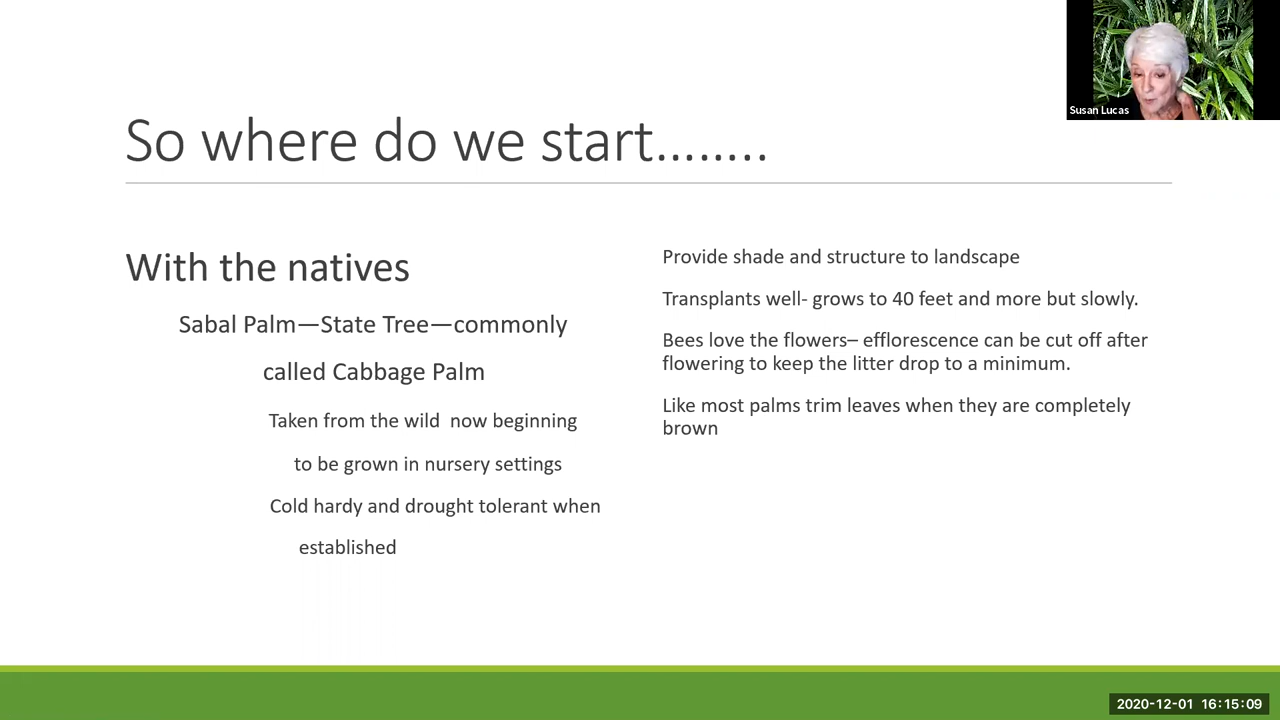 Susan Lucas
So where do we start........
With the natives
Sabal Palm—State Tree—commonly
called Cabbage Palm
Taken from the wild  now beginning
to be grown in nursery settings
Cold hardy and drought tolerant when
established
Provide shade and structure to landscape
Transplants well- grows to 40 feet and more but slowly.
Bees love the flowers– efflorescence can be cut off after
flowering to keep the litter drop to a minimum.
Like most palms trim leaves when they are completely
brown
2020-12-01  16:15:09